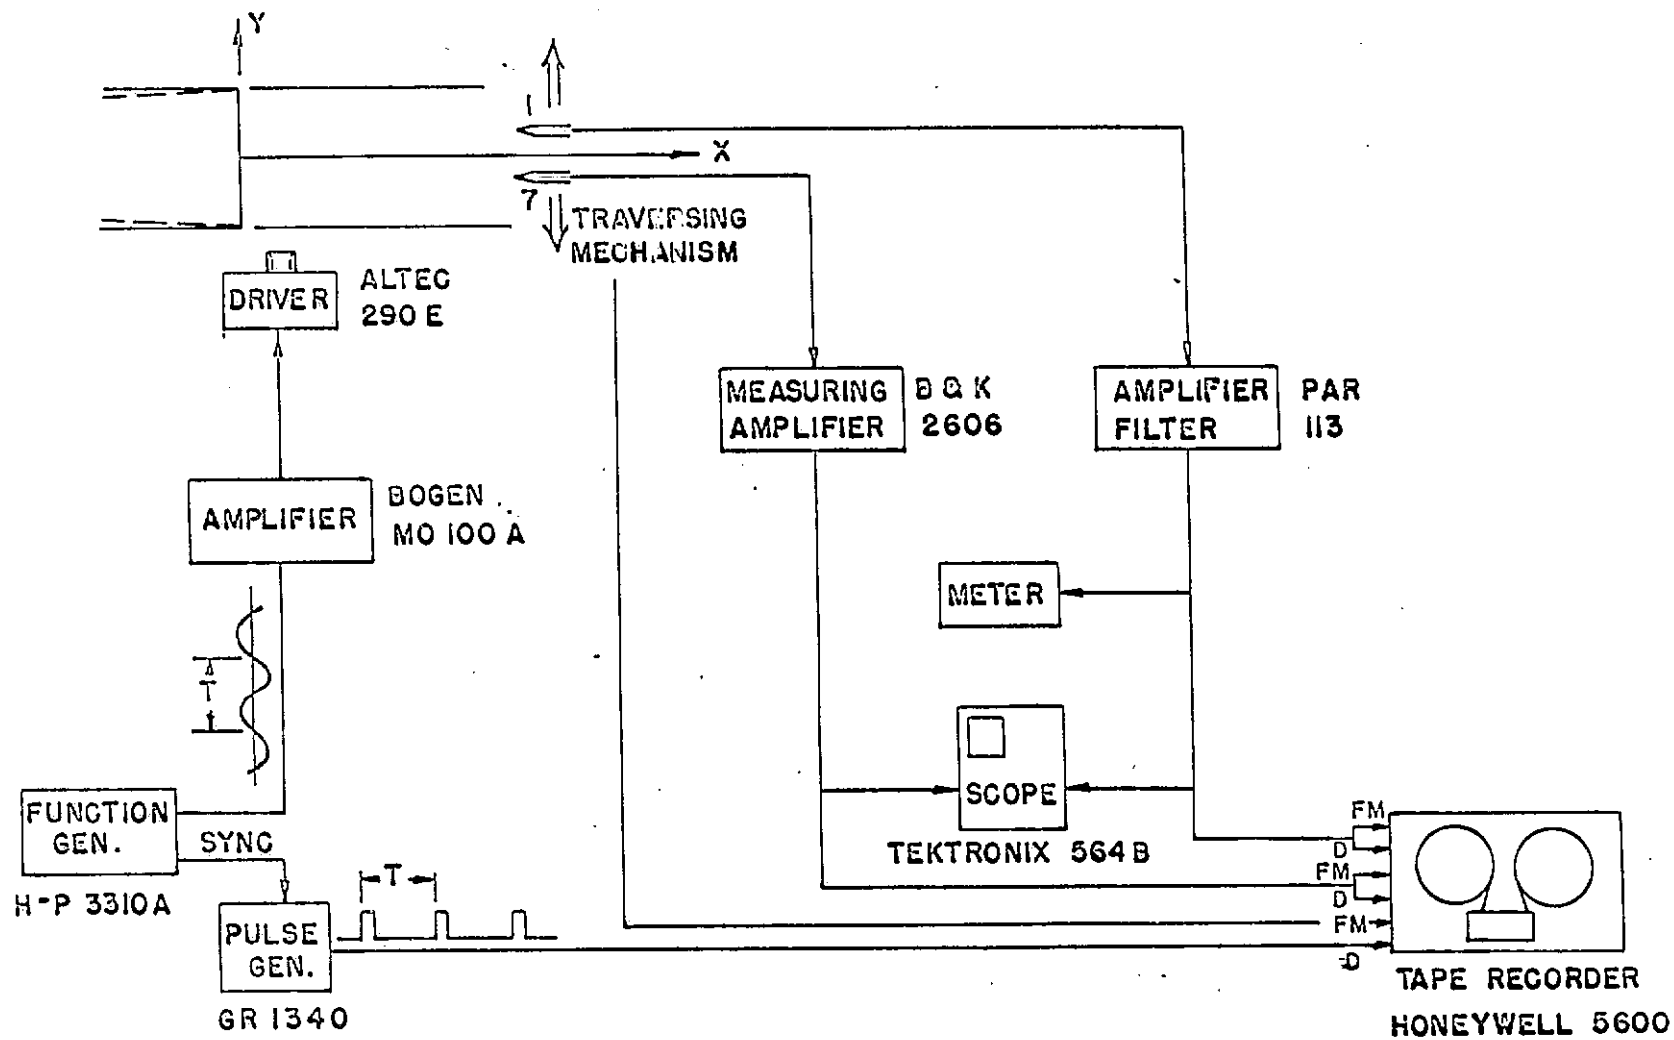 Y
1
X
7
TRAVERSING
MECHANISM
DRIVER
ALTEC
290 E
MEASURING
AMPLIFIER
B & K
2606
AMPLIFIER
FILTER
PAR
113
AMPLIFIER
BOGEN
MO 100 A
METER
T
SCOPE
TEKTRONIX 564 B
FUNCTION
GEN.
SYNC
H-P 3310A
T
PULSE
GEN.
GR 1340
FM
D
FM
D
FM
D
TAPE RECORDER
HONEYWELL 5600